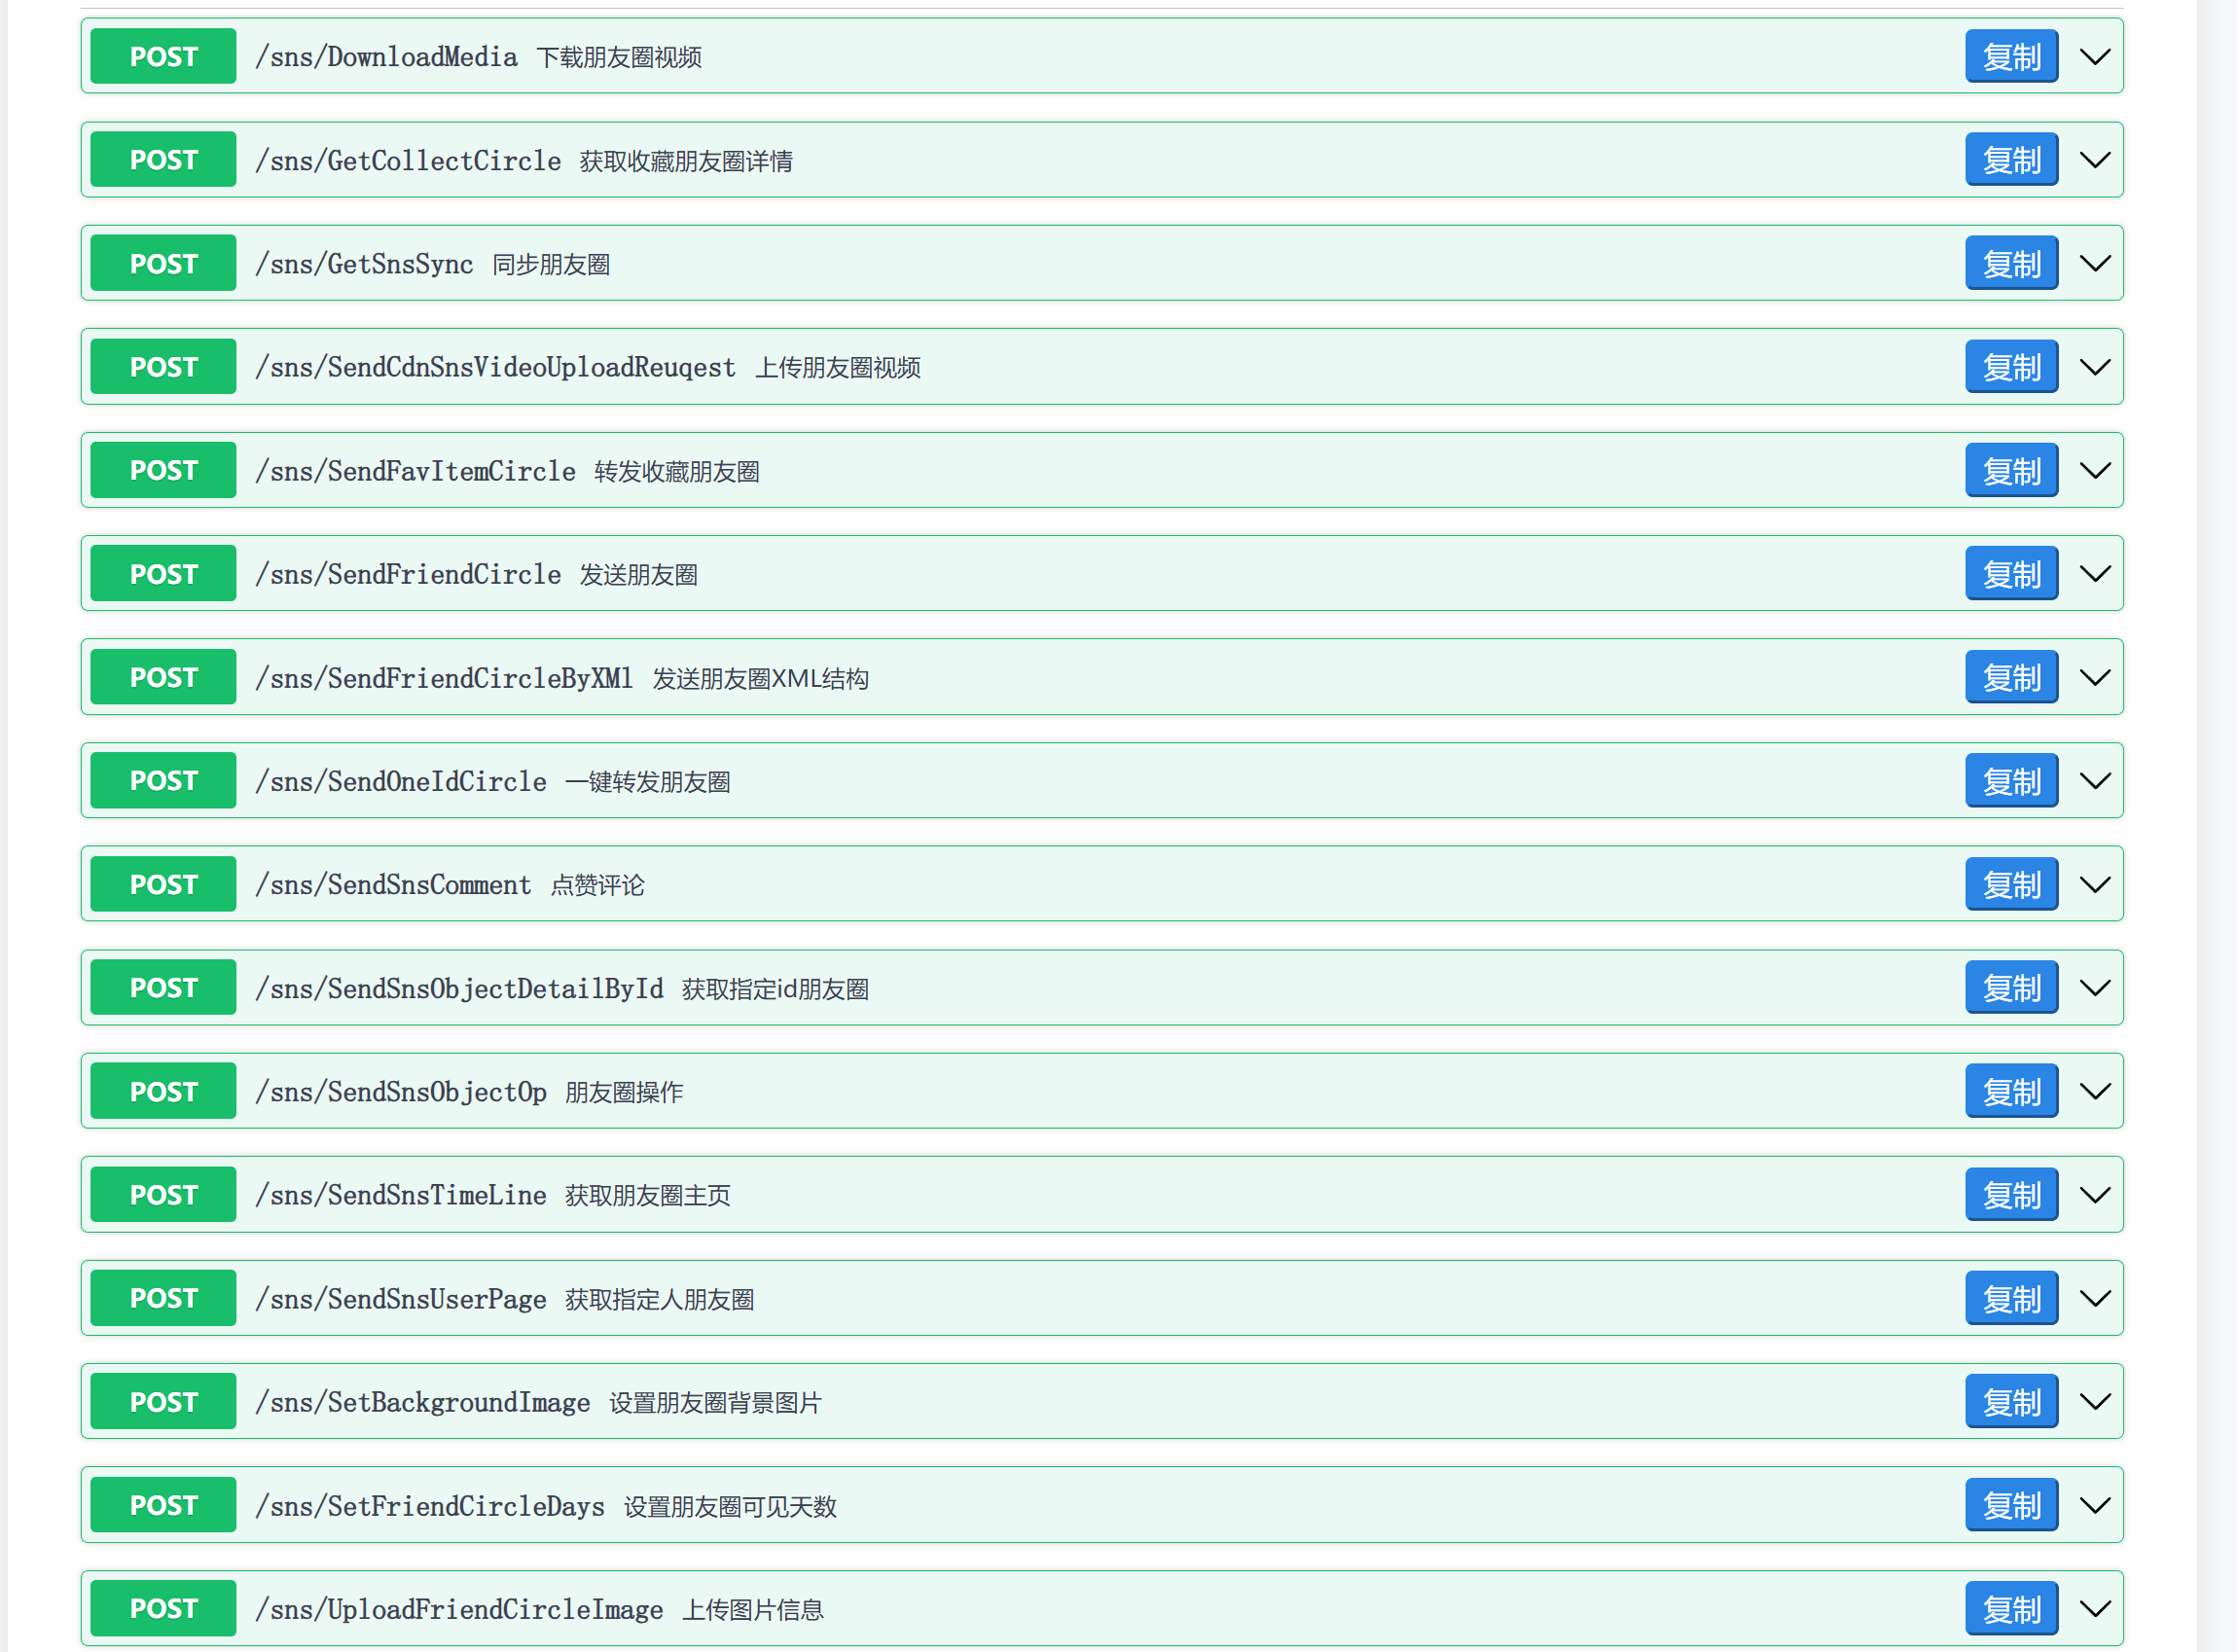 POST /sns/DownloadMedia 下载朋友圈视频 复制
POST /sns/GetCollectCircle 获取收藏朋友圈详情 复制
POST /sns/GetSnsSync 同步朋友圈 复制
POST /sns/SendCdnSnsVideoUploadReuqest 上传朋友圈视频 复制
POST /sns/SendFavItemCircle 转发收藏朋友圈 复制
POST /sns/SendFriendCircle 发送朋友圈 复制
POST /sns/SendFriendCircleByXMl 发送朋友圈XML结构 复制
POST /sns/SendOneIdCircle 一键转发朋友圈 复制
POST /sns/SendSnsComment 点赞评论 复制
POST /sns/SendSnsObjectDetailById 获取指定id朋友圈 复制
POST /sns/SendSnsObjectOp 朋友圈操作 复制
POST /sns/SendSnsTimeLine 获取朋友圈主页 复制
POST /sns/SendSnsUserPage 获取指定人朋友圈 复制
POST /sns/SetBackgroundImage 设置朋友圈背景图片 复制
POST /sns/SetFriendCircleDays 设置朋友圈可见天数 复制
POST /sns/UploadFriendCircleImage 上传图片信息 复制